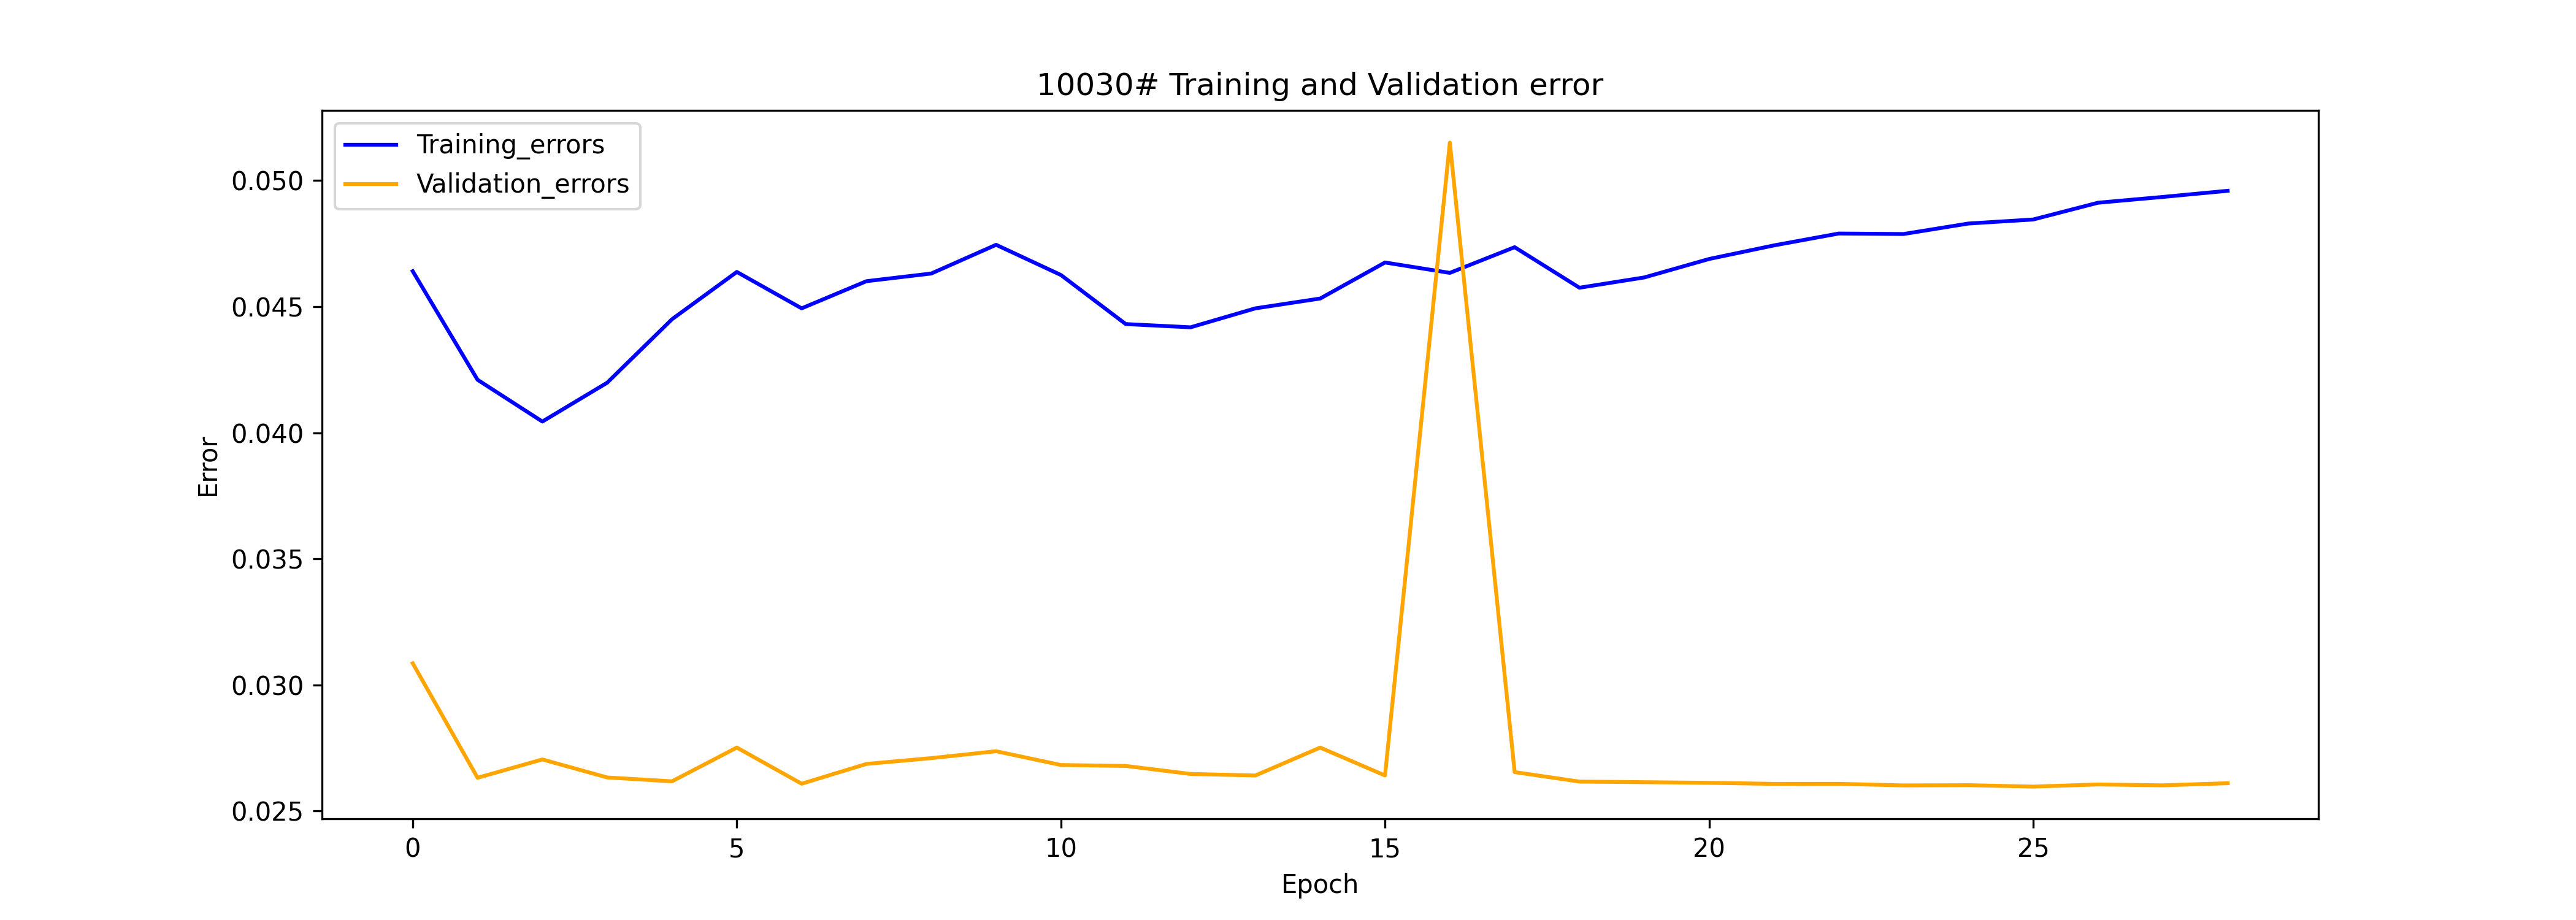 10030# Training and Validation error
Training_errors
Validation_errors
0.050
0.045
0.040
0.035
0.030
0.025
Error
0 5 10 15 20 25
Epoch